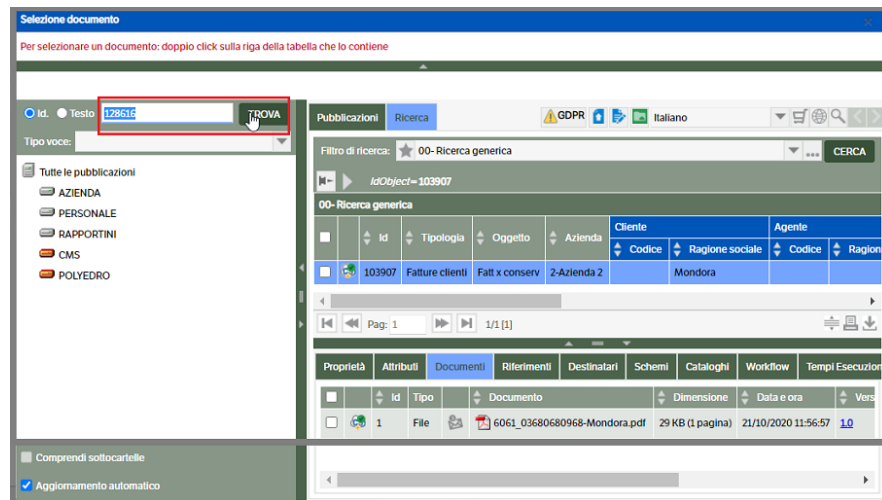 Selezione documento
Per selezionare un documento: doppio click sulla riga della tabella che lo contiene
Id. Testo 128616 TROVA
Tipo voce:
Tutte le pubblicazioni
AZIENDA
PERSONALE
RAPPORTINI
CMS
POLYEDRO
Comprendi sottocartelle
Aggiornamento automatico
Pubblicazioni Ricerca GDPR Italiano
Filtro di ricerca: 00- Ricerca generica ... CERCA
IdObject=103907
00- Ricerca generica
Cliente Agente
Id Tipologia Oggetto Azienda Codice Ragione sociale Codice Ragion
103907 Fatture clienti Fatt x conserv 2-Azienda 2 Mondora
Pag: 1 1/1 [1]
Proprietà Attributi Documenti Riferimenti Destinatari Schemi Cataloghi Workflow Tempi Esecuzion
Id Tipo Documento Dimensione Data e ora Vers
1 File 6061_03680680968-Mondora.pdf 29 KB (1 pagina) 21/10/2020 11:56:57 1.0